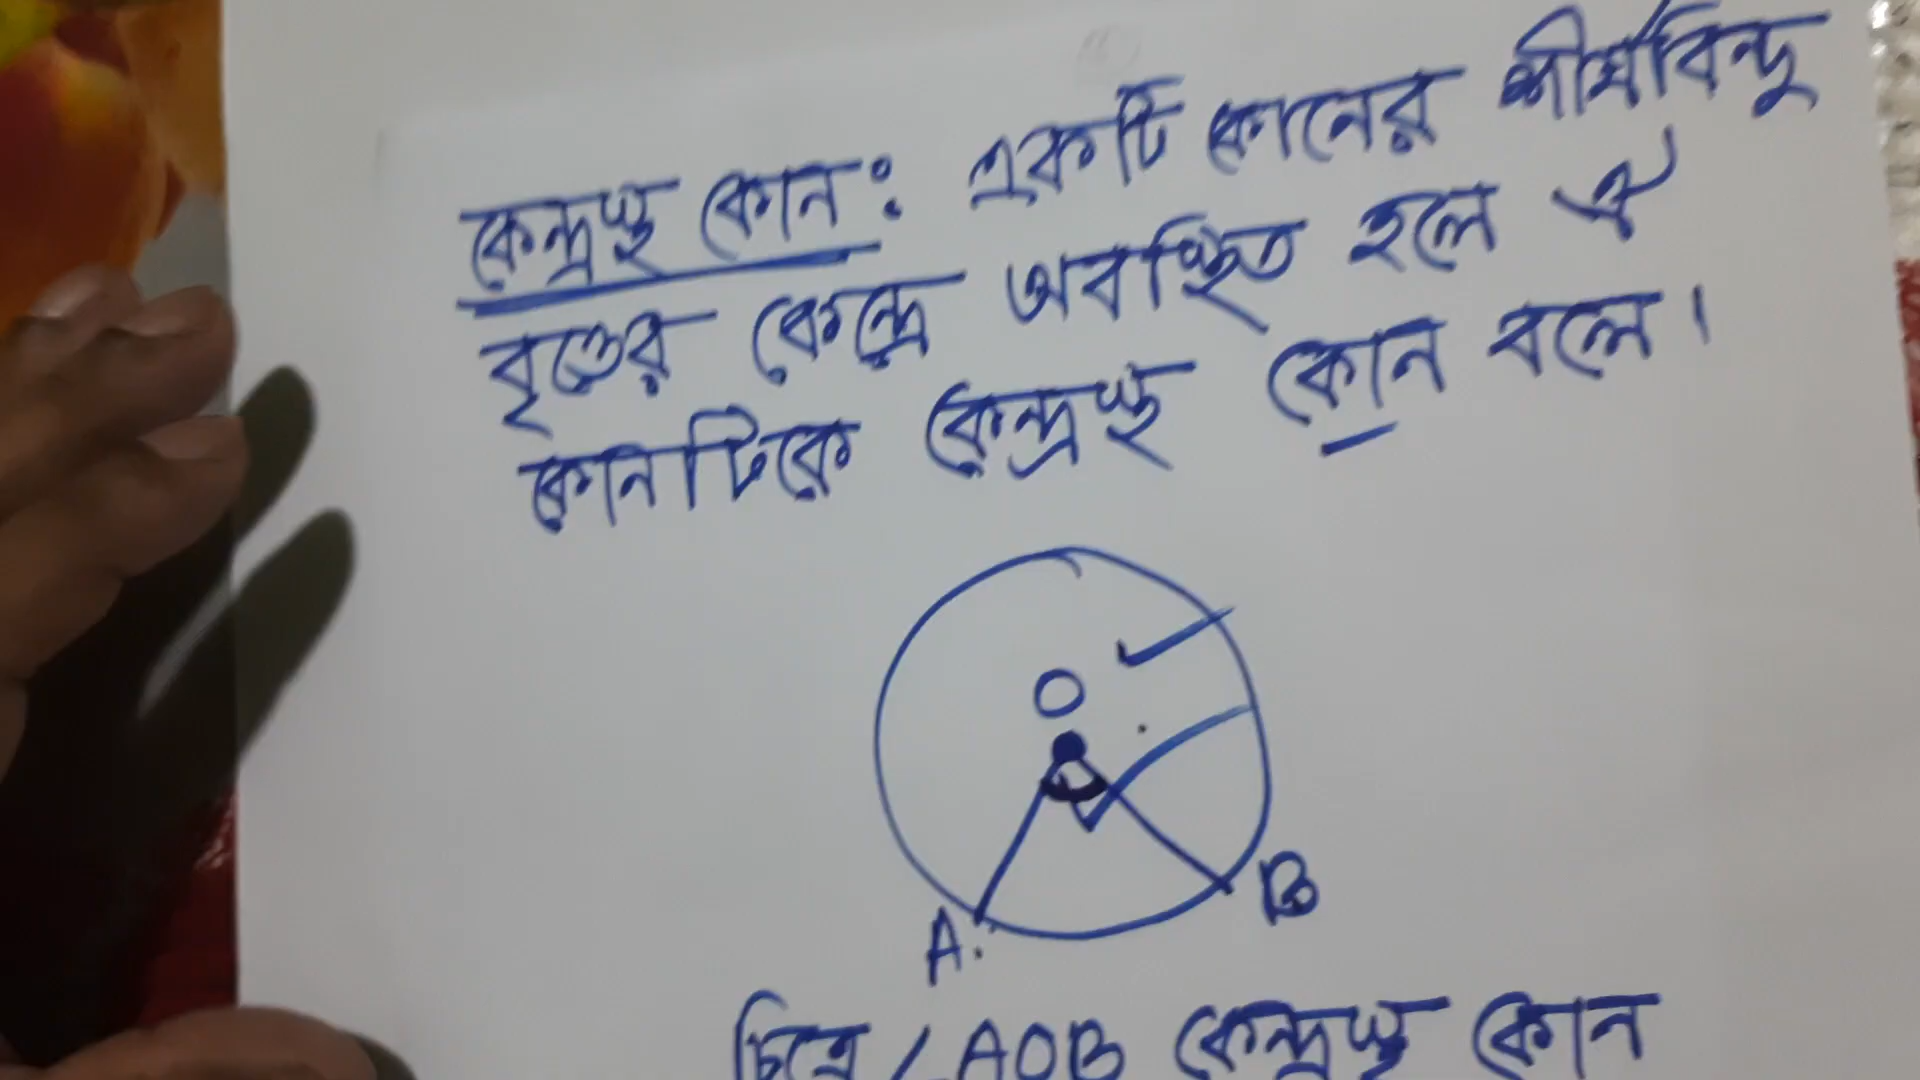 কেন্দ্রস্থ কোন: একটি কোনের শীর্ষবিন্দু
বৃত্তের কেন্দ্রে অবস্থিত হলে ঐ
কোনটিকে কেন্দ্রস্থ কোন বলে।
O
A
B
চিত্রে ∠AOB কেন্দ্রস্থ কোন